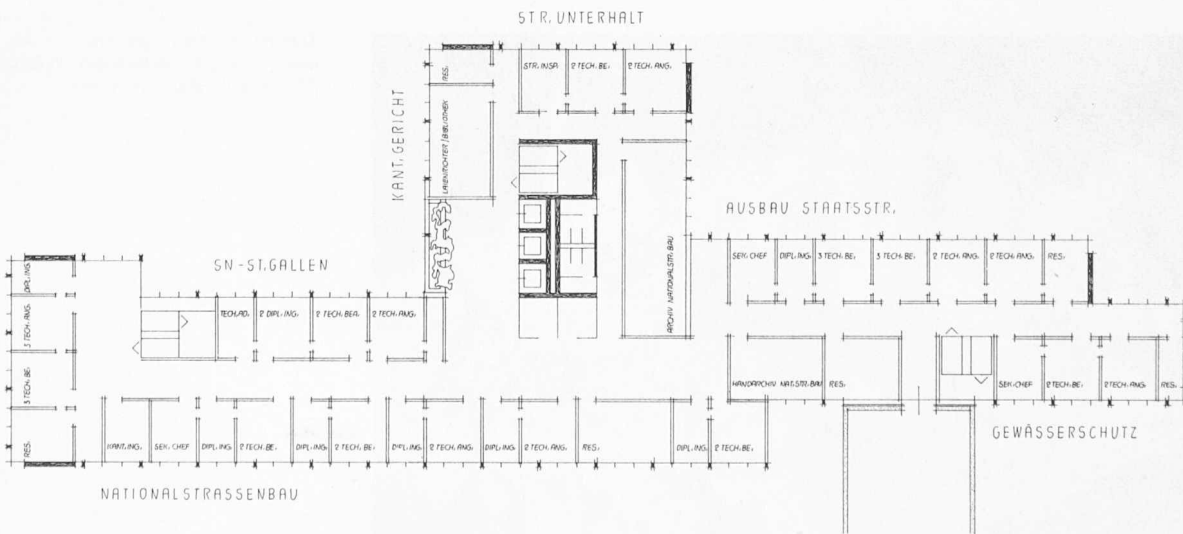 STR. UNTERHALT
STR. INSP. 2 TECH. BE. 2 TECH. ANG.
RES.
LAIENRICHTER / BIBLIOTHEK
KANT. GERICHT
ARCHIV NATIONALSTR. BAU
AUSBAU STAATSSTR.
SEK. CHEF DIPL. ING. 3 TECH. BE. 3 TECH. BE. 2 TECH. ANG. 2 TECH. ANG. RES.
SN-ST. GALLEN
TECH. AD. 2 DIPL. ING. 2 TECH. BEA. 2 TECH. ANG.
DIPL. ING.
3 TECH. ANG.
3 TECH. BE.
RES.
HANDARCHIV NAT. STR. BAU RES.
SEK. CHEF 2 TECH. BE. 2 TECH. ANG. RES.
GEWÄSSERSCHUTZ
KANT. ING. SEK. CHEF DIPL. ING. 2 TECH. BE. DIPL. ING. 2 TECH. BE. DIPL. ING. 2 TECH. ANG. DIPL. ING. 2 TECH. ANG. RES. DIPL. ING. 2 TECH. BE.
NATIONALSTRASSENBAU